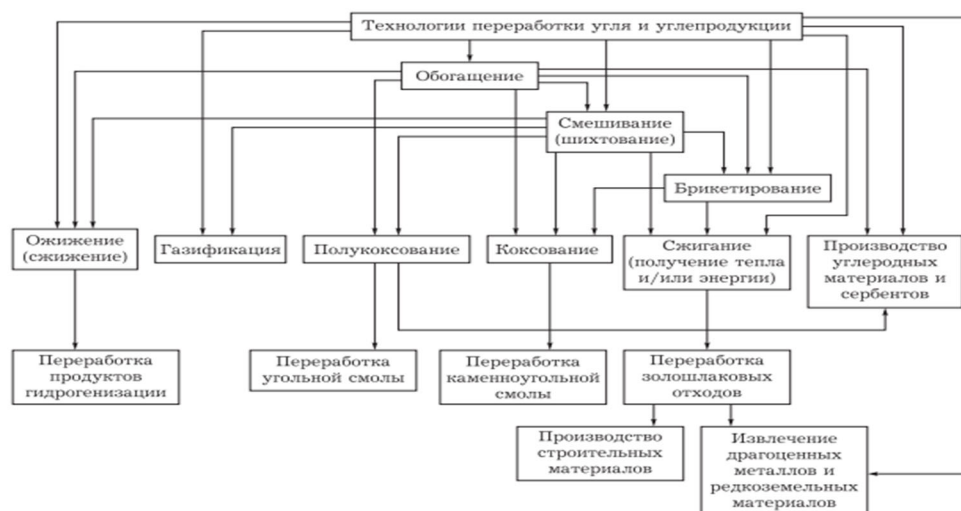 Технологии переработки угля и углепродукции
Обогащение
Смешивание
(шихтование)
Брикетирование
Ожижение
(сжижение)
Газификация
Полукоксование
Коксование
Сжигание
(получение тепла
и/или энергии)
Производство
углеродных
материалов и
сербентов
Переработка
продуктов
гидрогенизации
Переработка
угольной смолы
Переработка
каменноугольной
смолы
Переработка
золошлаковых
отходов
Производство
строительных
материалов
Извлечение
драгоценных
металлов и
редкоземельных
материалов